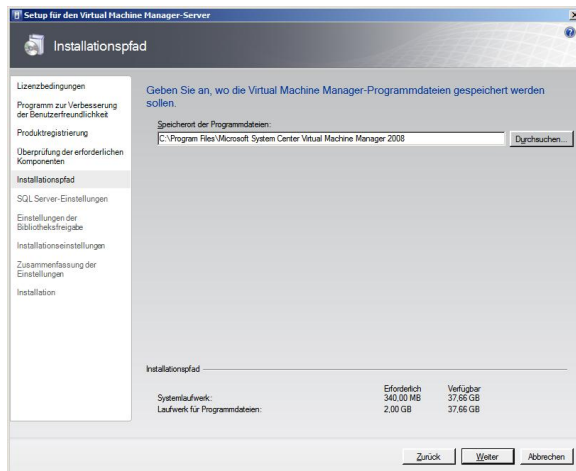 Setup für den Virtual Machine Manager-Server
Installationspfad
Lizenzbedingungen
Programm zur Verbesserung
der Benutzerfreundlichkeit
Produktregistrierung
Überprüfung der erforderlichen
Komponenten
Installationspfad
SQL Server-Einstellungen
Einstellungen der
Bibliotheksfreigabe
Installationseinstellungen
Zusammenfassung der
Einstellungen
Installation
Geben Sie an, wo die Virtual Machine Manager-Programmdateien gespeichert werden
sollen.
Speicherort der Programmdateien:
C:\Program Files\Microsoft System Center Virtual Machine Manager 2008
Durchsuchen...
Installationspfad
Erforderlich Verfügbar
Systemlaufwerk: 340,00 MB 37,66 GB
Laufwerk für Programmdateien: 2,00 GB 37,66 GB
Zurück Weiter Abbrechen